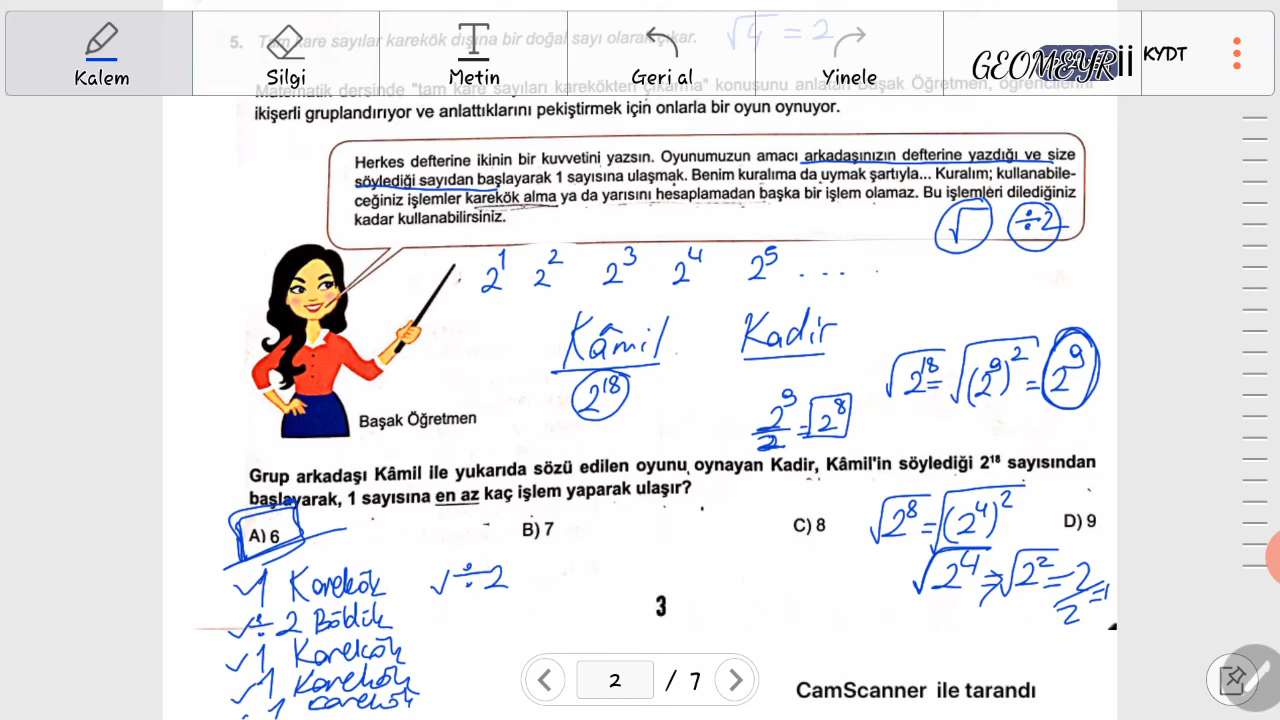 Kalem
Silgi
Metin
Geri al
Yinele
GEOMEYRii KYDT
5. Tam kare sayılar karekök dışına bir doğal sayı olarak çıkar.
√4 = 2
Matematik dersinde "tam kare sayıları karekökten çıkarma" konusunu anlatan Başak Öğretmen, öğrencilerini
ikişerli gruplandırıyor ve anlattıklarını pekiştirmek için onlarla bir oyun oynuyor.
Herkes defterine ikinin bir kuvvetini yazsın. Oyunumuzun amacı arkadaşınızın defterine yazdığı ve size
söylediği sayıdan başlayarak 1 sayısına ulaşmak. Benim kuralıma da uymak şartıyla... Kuralım; kullanabile-
ceğiniz işlemler karekök alma ya da yarısını hesaplamadan başka bir işlem olamaz. Bu işlemleri dilediğiniz
kadar kullanabilirsiniz.
√ ÷2
2¹ 2² 2³ 2⁴ 2⁵ ....
Kâmil Kadir
2¹⁸
√2¹⁸ = √(2⁹)² = 2⁹
2⁹/2 = 2⁸
Başak Öğretmen
Grup arkadaşı Kâmil ile yukarıda sözü edilen oyunu oynayan Kadir, Kâmil'in söylediği 2¹⁸ sayısından
başlayarak, 1 sayısına en az kaç işlem yaparak ulaşır?
A) 6 B) 7 C) 8 D) 9
√2⁸ = √(2⁴)²
√2⁴ ⇒ √2² = 2/2 = 1
✓1 Karekök ✓÷2
✓÷2 Böldük
✓1 Karekök
✓1 Karekök
1 Karekök
3
2 / 7
CamScanner ile tarandı